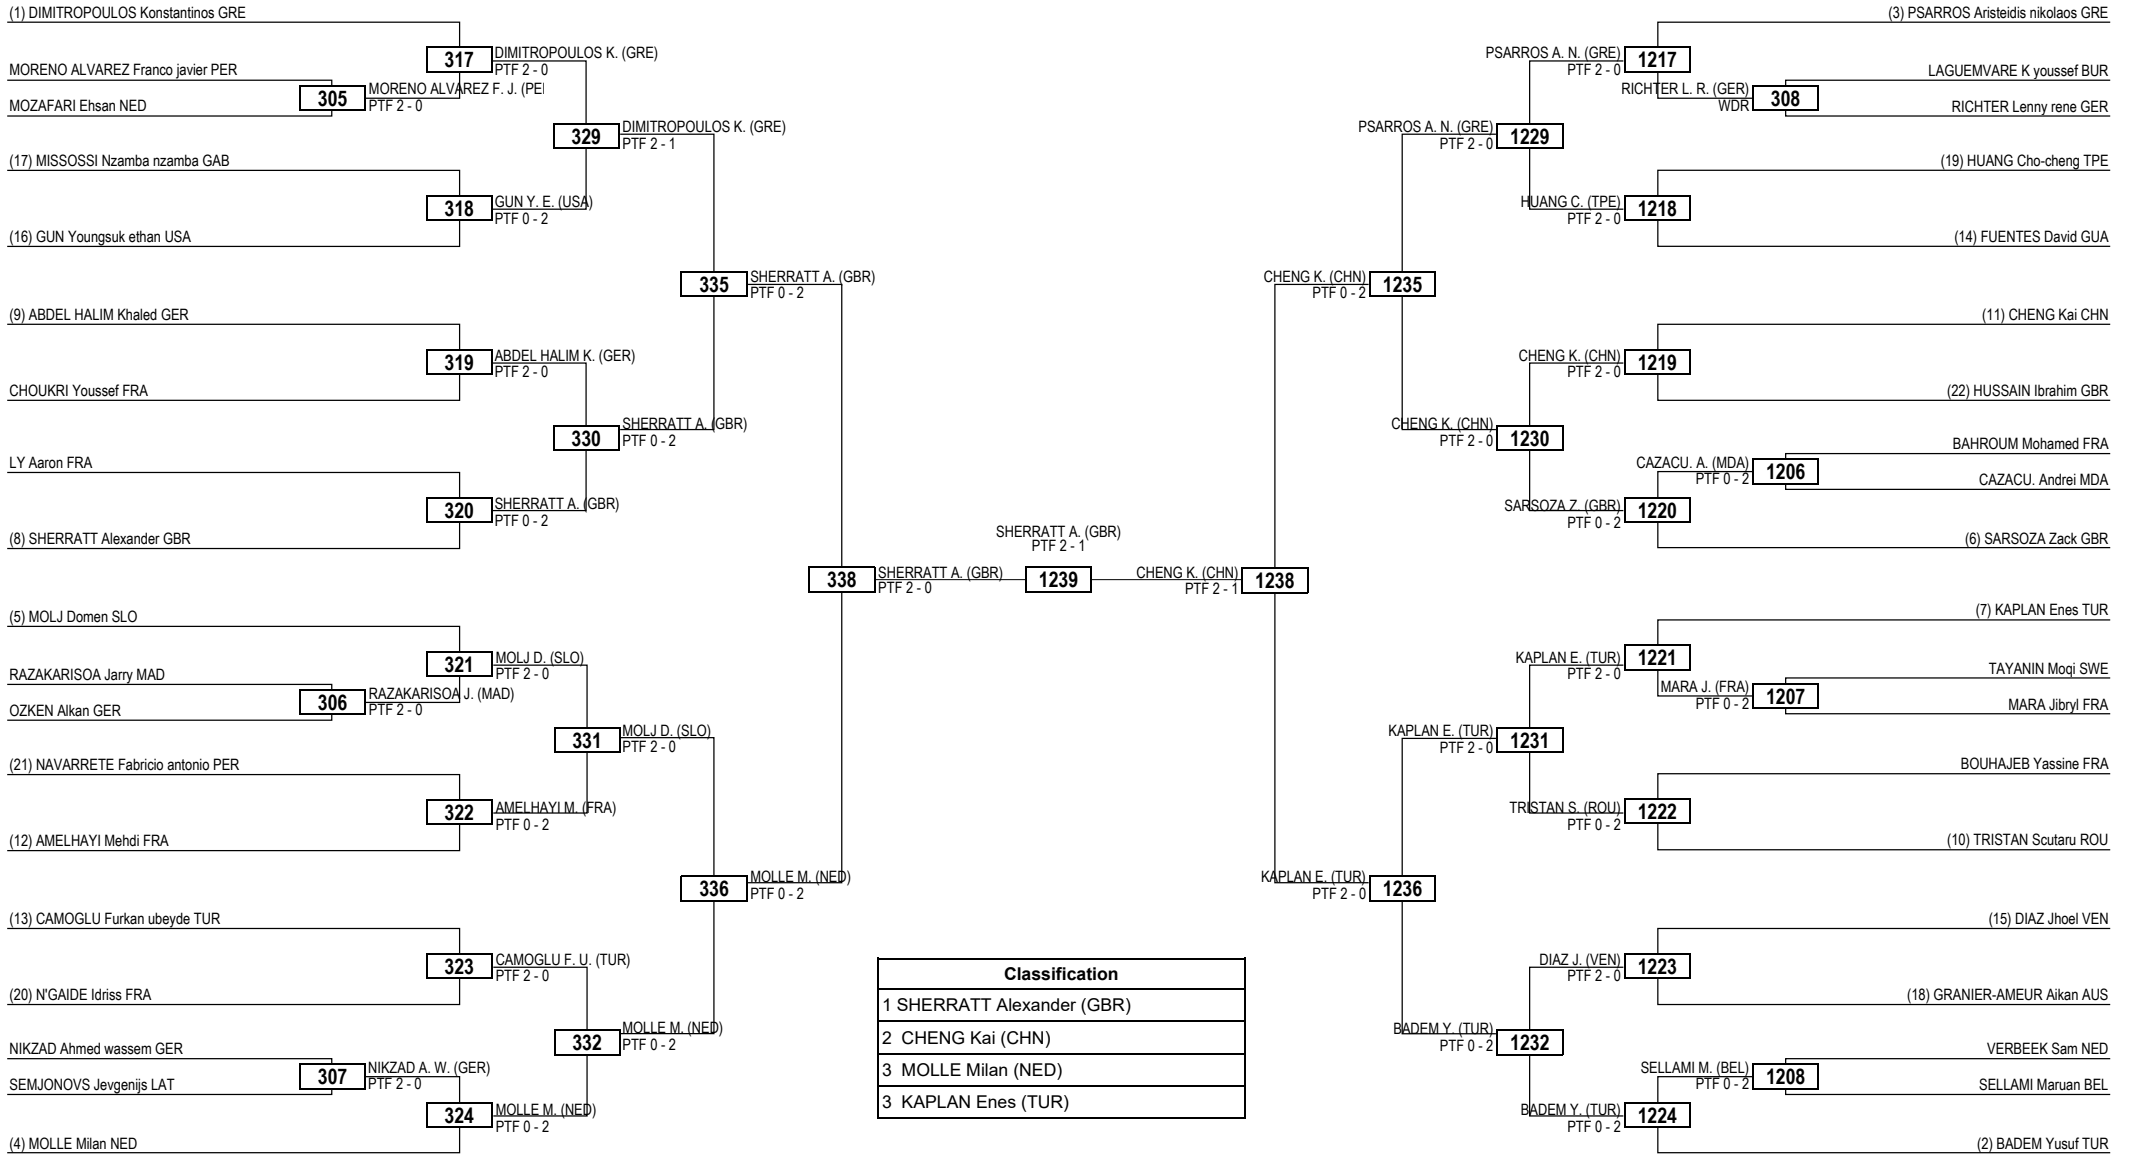 (1) DIMITROPOULOS Konstantinos GRE
317
DIMITROPOULOS K. (GRE)
PTF 2 - 0
MORENO ALVAREZ Franco javier PER
305
MORENO ALVAREZ F. J. (PE
PTF 2 - 0
MOZAFARI Ehsan NED
329
DIMITROPOULOS K. (GRE)
PTF 2 - 1
(17) MISSOSSI Nzamba nzamba GAB
318
GUN Y. E. (USA)
PTF 0 - 2
(16) GUN Youngsuk ethan USA
335
SHERRATT A. (GBR)
PTF 0 - 2
(9) ABDEL HALIM Khaled GER
319
ABDEL HALIM K. (GER)
PTF 2 - 0
CHOUKRI Youssef FRA
330
SHERRATT A. (GBR)
PTF 0 - 2
LY Aaron FRA
320
SHERRATT A. (GBR)
PTF 0 - 2
(8) SHERRATT Alexander GBR
338
SHERRATT A. (GBR)
PTF 2 - 0
(5) MOLJ Domen SLO
321
MOLJ D. (SLO)
PTF 2 - 0
RAZAKARISOA Jarry MAD
306
RAZAKARISOA J. (MAD)
PTF 2 - 0
OZKEN Alkan GER
331
MOLJ D. (SLO)
PTF 2 - 0
(21) NAVARRETE Fabricio antonio PER
322
AMELHAYI M. (FRA)
PTF 0 - 2
(12) AMELHAYI Mehdi FRA
336
MOLLE M. (NED)
PTF 0 - 2
(13) CAMOGLU Furkan ubeyde TUR
323
CAMOGLU F. U. (TUR)
PTF 2 - 0
(20) N'GAIDE Idriss FRA
332
MOLLE M. (NED)
PTF 0 - 2
NIKZAD Ahmed wassem GER
307
NIKZAD A. W. (GER)
PTF 2 - 0
SEMJONOVS Jevgenijs LAT
324
MOLLE M. (NED)
PTF 0 - 2
(4) MOLLE Milan NED
SHERRATT A. (GBR)
PTF 2 - 1
1239
Classification
1 SHERRATT Alexander (GBR)
2 CHENG Kai (CHN)
3 MOLLE Milan (NED)
3 KAPLAN Enes (TUR)
(3) PSARROS Aristeidis nikolaos GRE
PSARROS A. N. (GRE)
PTF 2 - 0
1217
LAGUEMVARE K youssef BUR
RICHTER L. R. (GER)
WDR
308
RICHTER Lenny rene GER
PSARROS A. N. (GRE)
PTF 2 - 0
1229
(19) HUANG Cho-cheng TPE
HUANG C. (TPE)
PTF 2 - 0
1218
(14) FUENTES David GUA
CHENG K. (CHN)
PTF 0 - 2
1235
(11) CHENG Kai CHN
CHENG K. (CHN)
PTF 2 - 0
1219
(22) HUSSAIN Ibrahim GBR
CHENG K. (CHN)
PTF 2 - 0
1230
BAHROUM Mohamed FRA
CAZACU. A. (MDA)
PTF 0 - 2
1206
CAZACU. Andrei MDA
SARSOZA Z. (GBR)
PTF 0 - 2
1220
(6) SARSOZA Zack GBR
CHENG K. (CHN)
PTF 2 - 1
1238
(7) KAPLAN Enes TUR
KAPLAN E. (TUR)
PTF 2 - 0
1221
TAYANIN Moqi SWE
MARA J. (FRA)
PTF 0 - 2
1207
MARA Jibryl FRA
KAPLAN E. (TUR)
PTF 2 - 0
1231
BOUHAJEB Yassine FRA
TRISTAN S. (ROU)
PTF 0 - 2
1222
(10) TRISTAN Scutaru ROU
KAPLAN E. (TUR)
PTF 2 - 0
1236
(15) DIAZ Jhoel VEN
DIAZ J. (VEN)
PTF 2 - 0
1223
(18) GRANIER-AMEUR Aikan AUS
BADEM Y. (TUR)
PTF 0 - 2
1232
VERBEEK Sam NED
SELLAMI M. (BEL)
PTF 0 - 2
1208
SELLAMI Maruan BEL
BADEM Y. (TUR)
PTF 0 - 2
1224
(2) BADEM Yusuf TUR